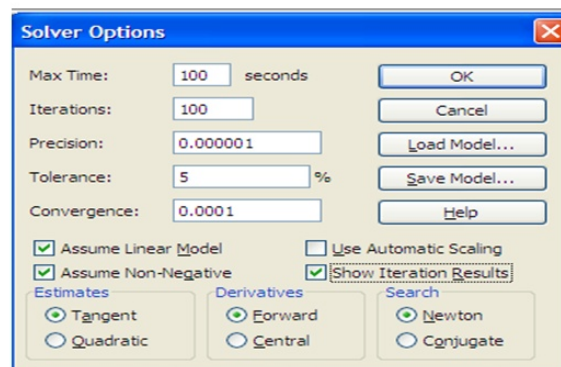 Solver Options
Max Time: 100 seconds OK
Iterations: 100 Cancel
Precision: 0.000001 Load Model...
Tolerance: 5 % Save Model...
Convergence: 0.0001 Help
Assume Linear Model Use Automatic Scaling
Assume Non-Negative Show Iteration Results
Estimates Derivatives Search
Tangent Forward Newton
Quadratic Central Conjugate